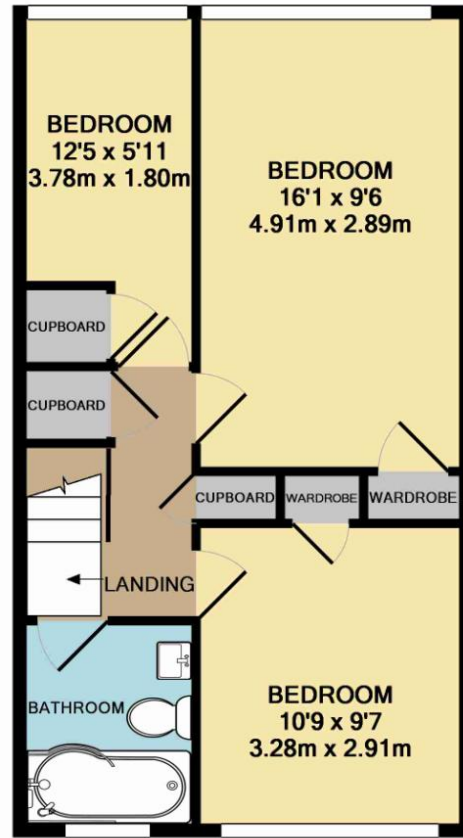 BEDROOM
12'5 x 5'11
3.78m x 1.80m
BEDROOM
16'1 x 9'6
4.91m x 2.89m
CUPBOARD
CUPBOARD
CUPBOARD
WARDROBE
WARDROBE
LANDING
BATHROOM
BEDROOM
10'9 x 9'7
3.28m x 2.91m